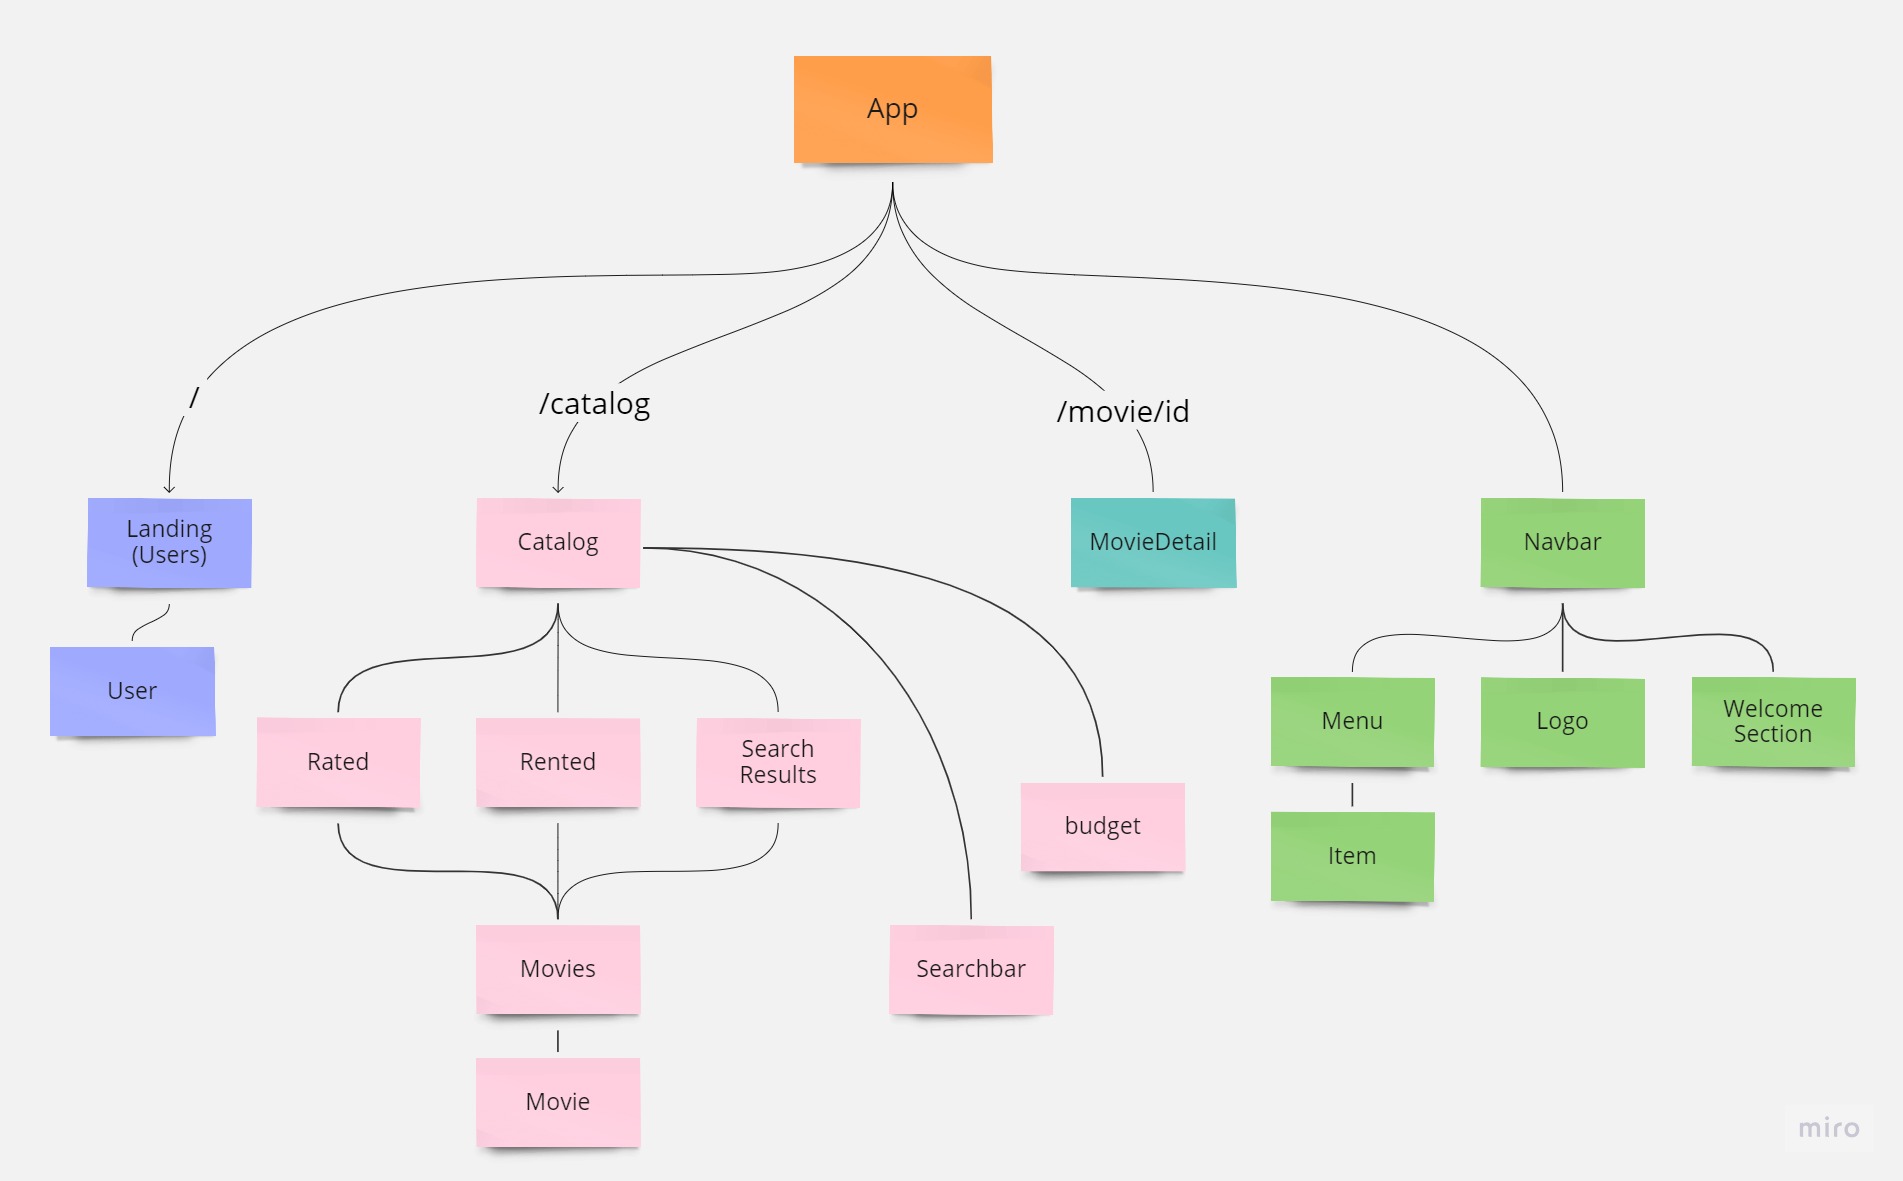 App
/
/catalog
/movie/id
Landing
(Users)
Catalog
MovieDetail
Navbar
User
Rated
Rented
Search
Results
budget
Menu
Logo
Welcome
Section
Item
Movies
Searchbar
Movie
miro